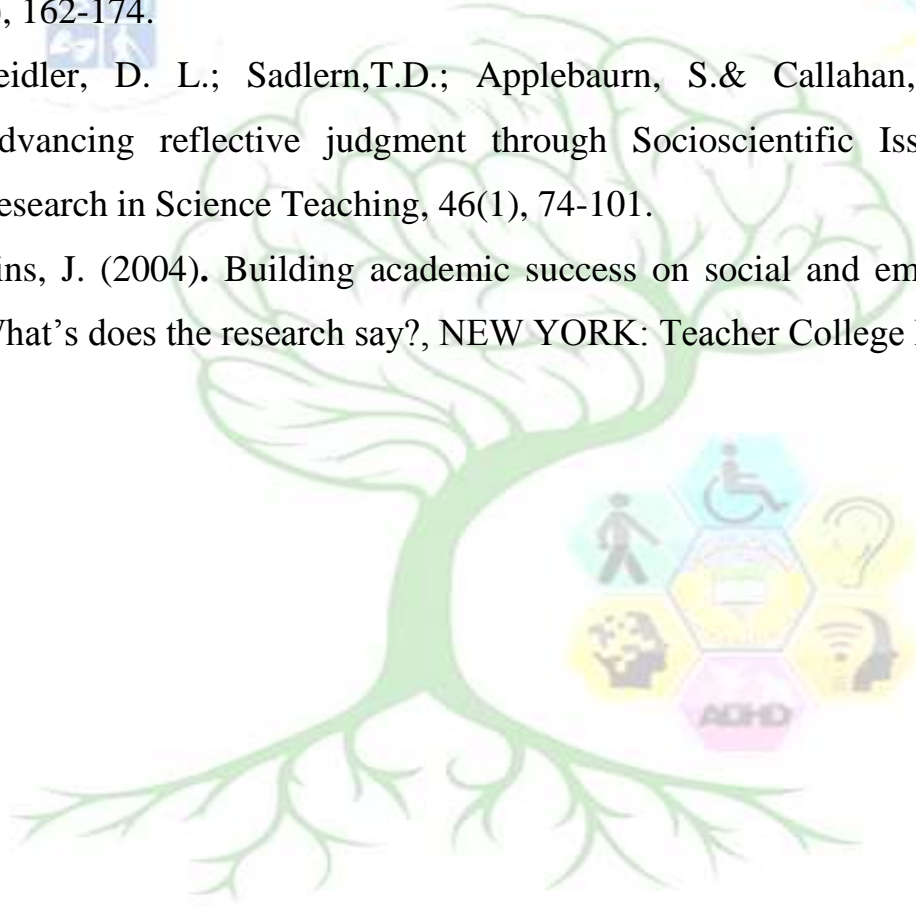 ), 162-174.
eidler, D. L.; Sadlern,T.D.; Applebaurn, S.& Callahan,
dvancing reflective judgment through Socioscientific Iss
esearch in Science Teaching, 46(1), 74-101.
ins, J. (2004). Building academic success on social and em
What's does the research say?, NEW YORK: Teacher College
ADHD